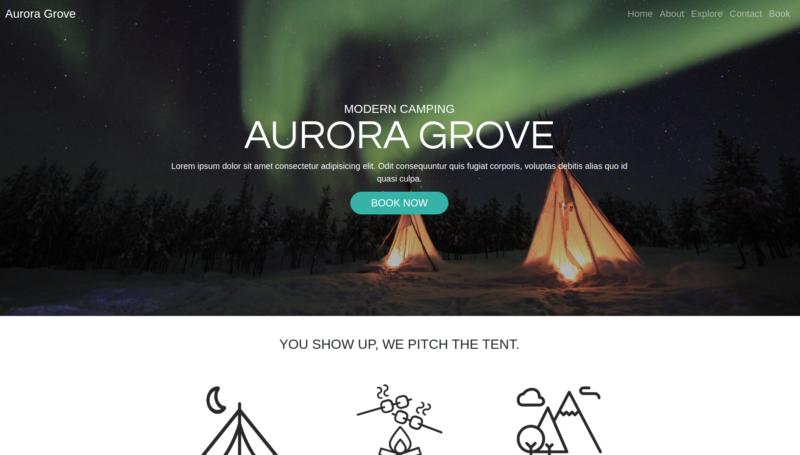 Aurora Grove
Home About Explore Contact Book
MODERN CAMPING
AURORA GROVE
Lorem ipsum dolor sit amet consectetur adipisicing elit. Odit consequuntur quis fugiat corporis, voluptas debitis alias quo id
quasi culpa.
BOOK NOW
YOU SHOW UP, WE PITCH THE TENT.